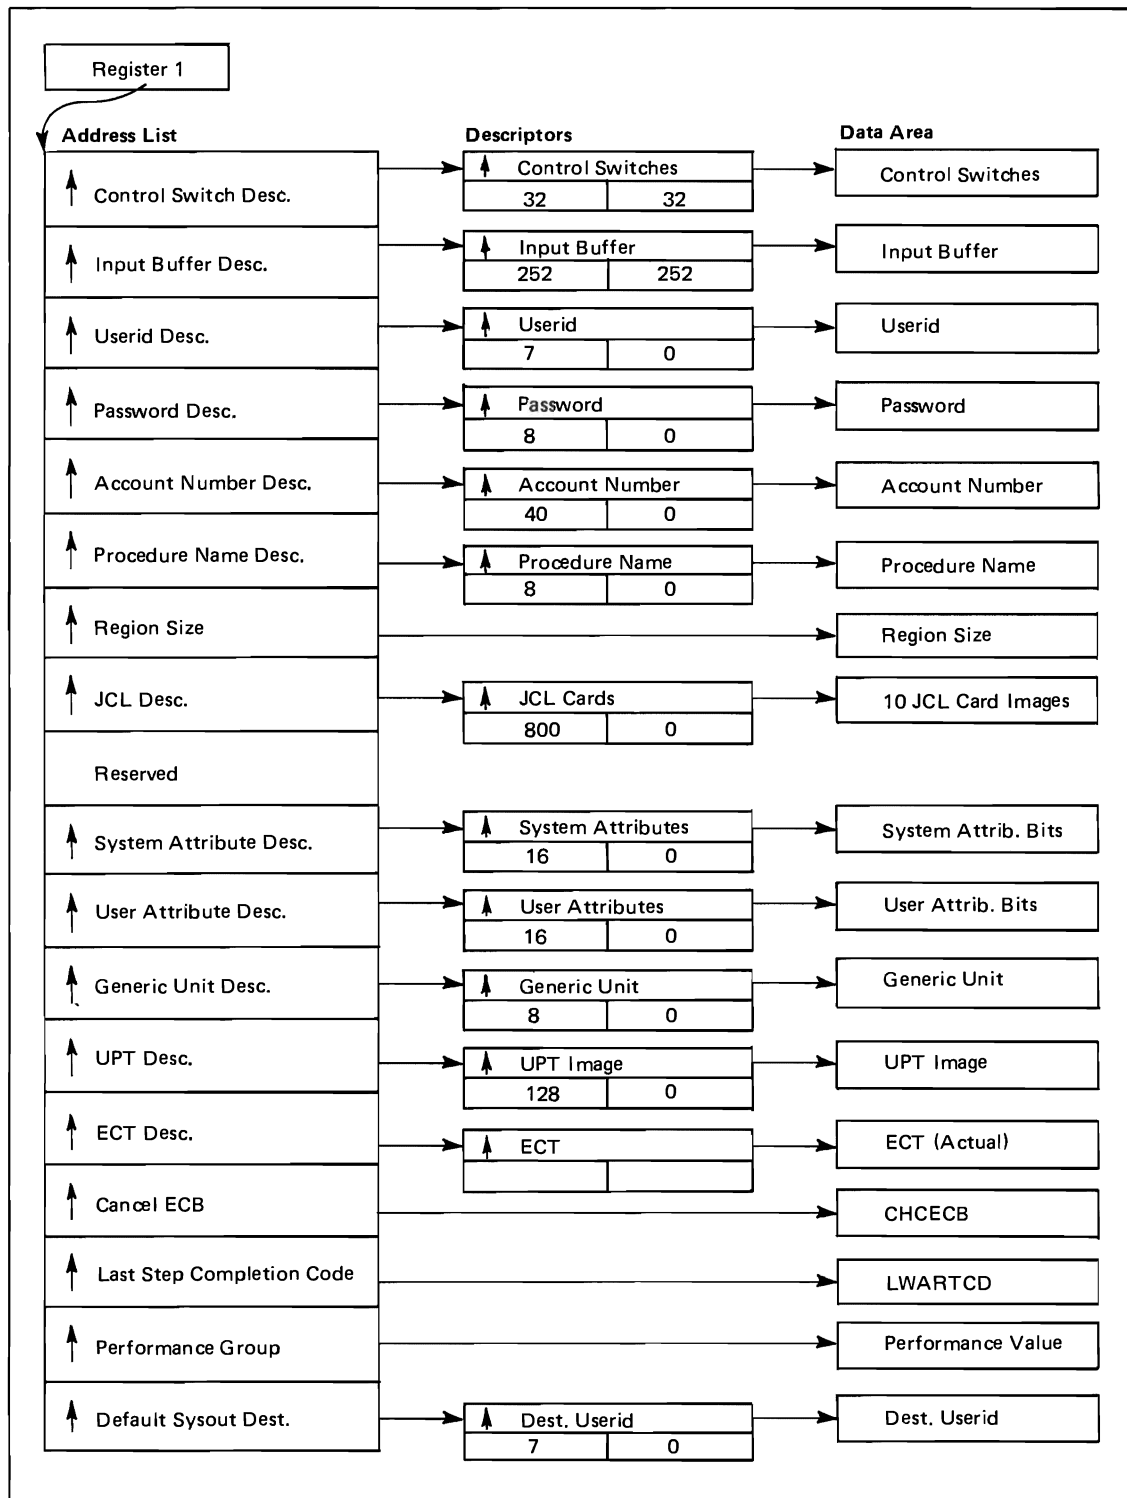 Register 1
Address List Descriptors Data Area
Control Switch Desc. Control Switches Control Switches
32 32
Input Buffer Desc. Input Buffer Input Buffer
252 252
Userid Desc. Userid Userid
7 0
Password Desc. Password Password
8 0
Account Number Desc. Account Number Account Number
40 0
Procedure Name Desc. Procedure Name Procedure Name
8 0
Region Size Region Size
JCL Desc. JCL Cards 10 JCL Card Images
800 0
Reserved
System Attribute Desc. System Attributes System Attrib. Bits
16 0
User Attribute Desc. User Attributes User Attrib. Bits
16 0
Generic Unit Desc. Generic Unit Generic Unit
8 0
UPT Desc. UPT Image UPT Image
128 0
ECT Desc. ECT ECT (Actual)
Cancel ECB CHCECB
Last Step Completion Code LWARTCD
Performance Group Performance Value
Default Sysout Dest. Dest. Userid Dest. Userid
7 0